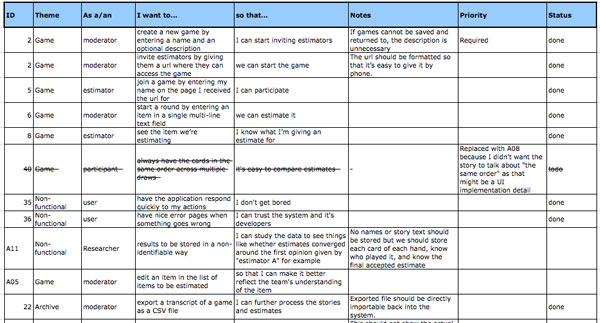 ID Theme As a/an I want to... so that... Notes Priority Status
2 Game moderator create a new game by entering a name and an optional description I can start inviting estimators If games cannot be saved and returned to, the description is unnecessary Required done
2 Game moderator invite estimators by giving them a url where they can access the game we can start the game The url should be formatted so that it's easy to give it by phone. done
5 Game estimator join a game by entering my name on the page I received the url for I can participate done
6 Game moderator start a round by entering an item in a single multi-line text field we can estimate it done
8 Game estimator see the item we're estimating I know what I'm giving an estimate for done
40 Game participant always have the cards in the same order across multiple draws it's easy to compare estimates - Replaced with A08 because I didn't want the story to talk about "the same order" as that might be a UI implementation detail todo
35 Non-functional user have the application respond quickly to my actions I don't get bored done
36 Non-functional user have nice error pages when something goes wrong I can trust the system and it's developers done
A11 Non-functional Researcher results to be stored in a non-identifiable way I can study the data to see things like whether estimates converged around the first opinion given by "estimator A" for example No names or story text should be stored but we should store each card of each hand, know who played it, and know the final accepted estimate
A05 Game moderator edit an item in the list of items to be estimated so that I can make it better reflect the team's understanding of the item
22 Archive moderator export a transcript of a game as a CSV file I can further process the stories and estimates Exported file should be directly importable back into the system. done